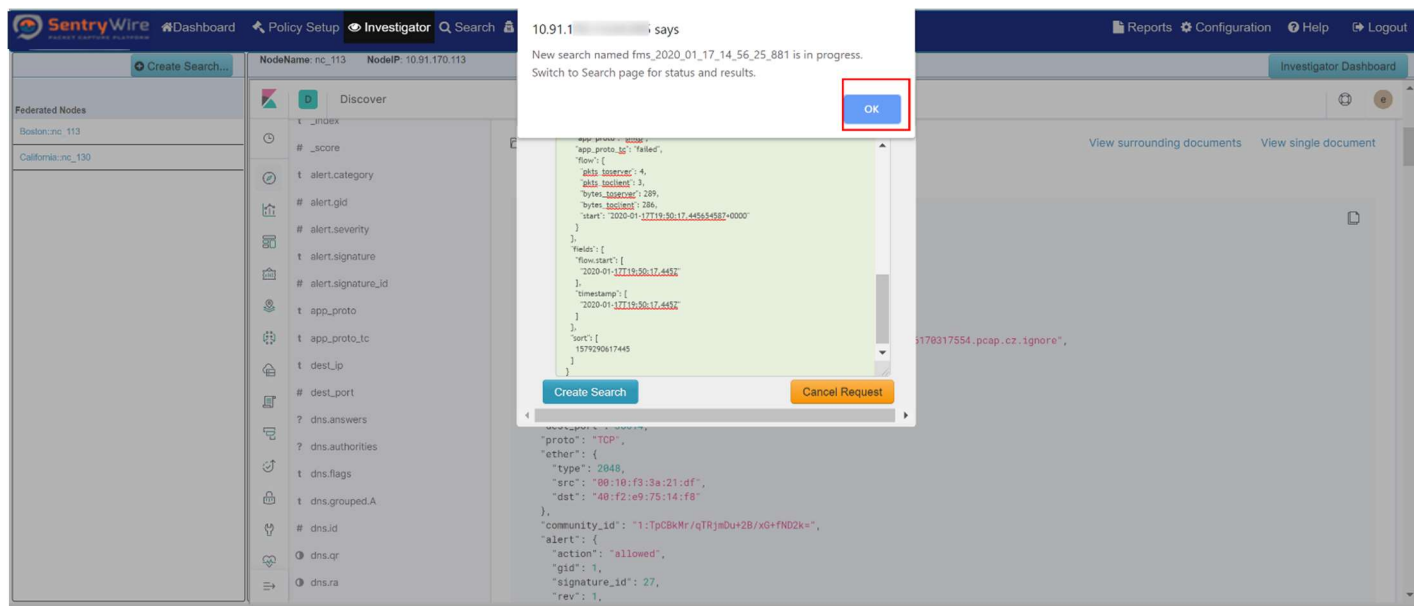 SentryWire
PACKET CAPTURE PLATFORM
Dashboard
Policy Setup
Investigator
Search
Reports
Configuration
Help
Logout
10.91.1
says
New search named fms_2020_01_17_14_56_25_881 is in progress.
Switch to Search page for status and results.
OK
Create Search...
NodeName: nc_113 NodeIP: 10.91.170.113
Investigator Dashboard
Federated Nodes
Boston::nc_113
California::nc_130
D
Discover
e
t _index
# _score
t alert.category
# alert.gid
# alert.severity
t alert.signature
# alert.signature_id
t app_proto
t app_proto_tc
t dest_ip
# dest_port
? dns.answers
? dns.authorities
t dns.flags
t dns.grouped.A
# dns.id
dns.qr
dns.ra
View surrounding documents View single document
"app_proto_tc": "failed",
"flow": {
"pkts_toserver": 4,
"pkts_toclient": 3,
"bytes_toserver": 289,
"bytes_toclient": 286,
"start": "2020-01-17T19:50:17.445654587+0000"
}
},
"fields": {
"flow.start": [
"2020-01-17T19:50:17.445Z"
],
"timestamp": [
"2020-01-17T19:50:17.445Z"
]
},
"sort": [
1579290617445
]
}
Create Search
Cancel Request
6170317554.pcap.cz.ignore",
"proto": "TCP",
"ether": {
"type": 2048,
"src": "00:10:f3:3a:21:df",
"dst": "40:f2:e9:75:14:f8"
},
"community_id": "1:TpCBkMr/qTRjmDu+2B/xG+fND2k=",
"alert": {
"action": "allowed",
"gid": 1,
"signature_id": 27,
"rev": 1,